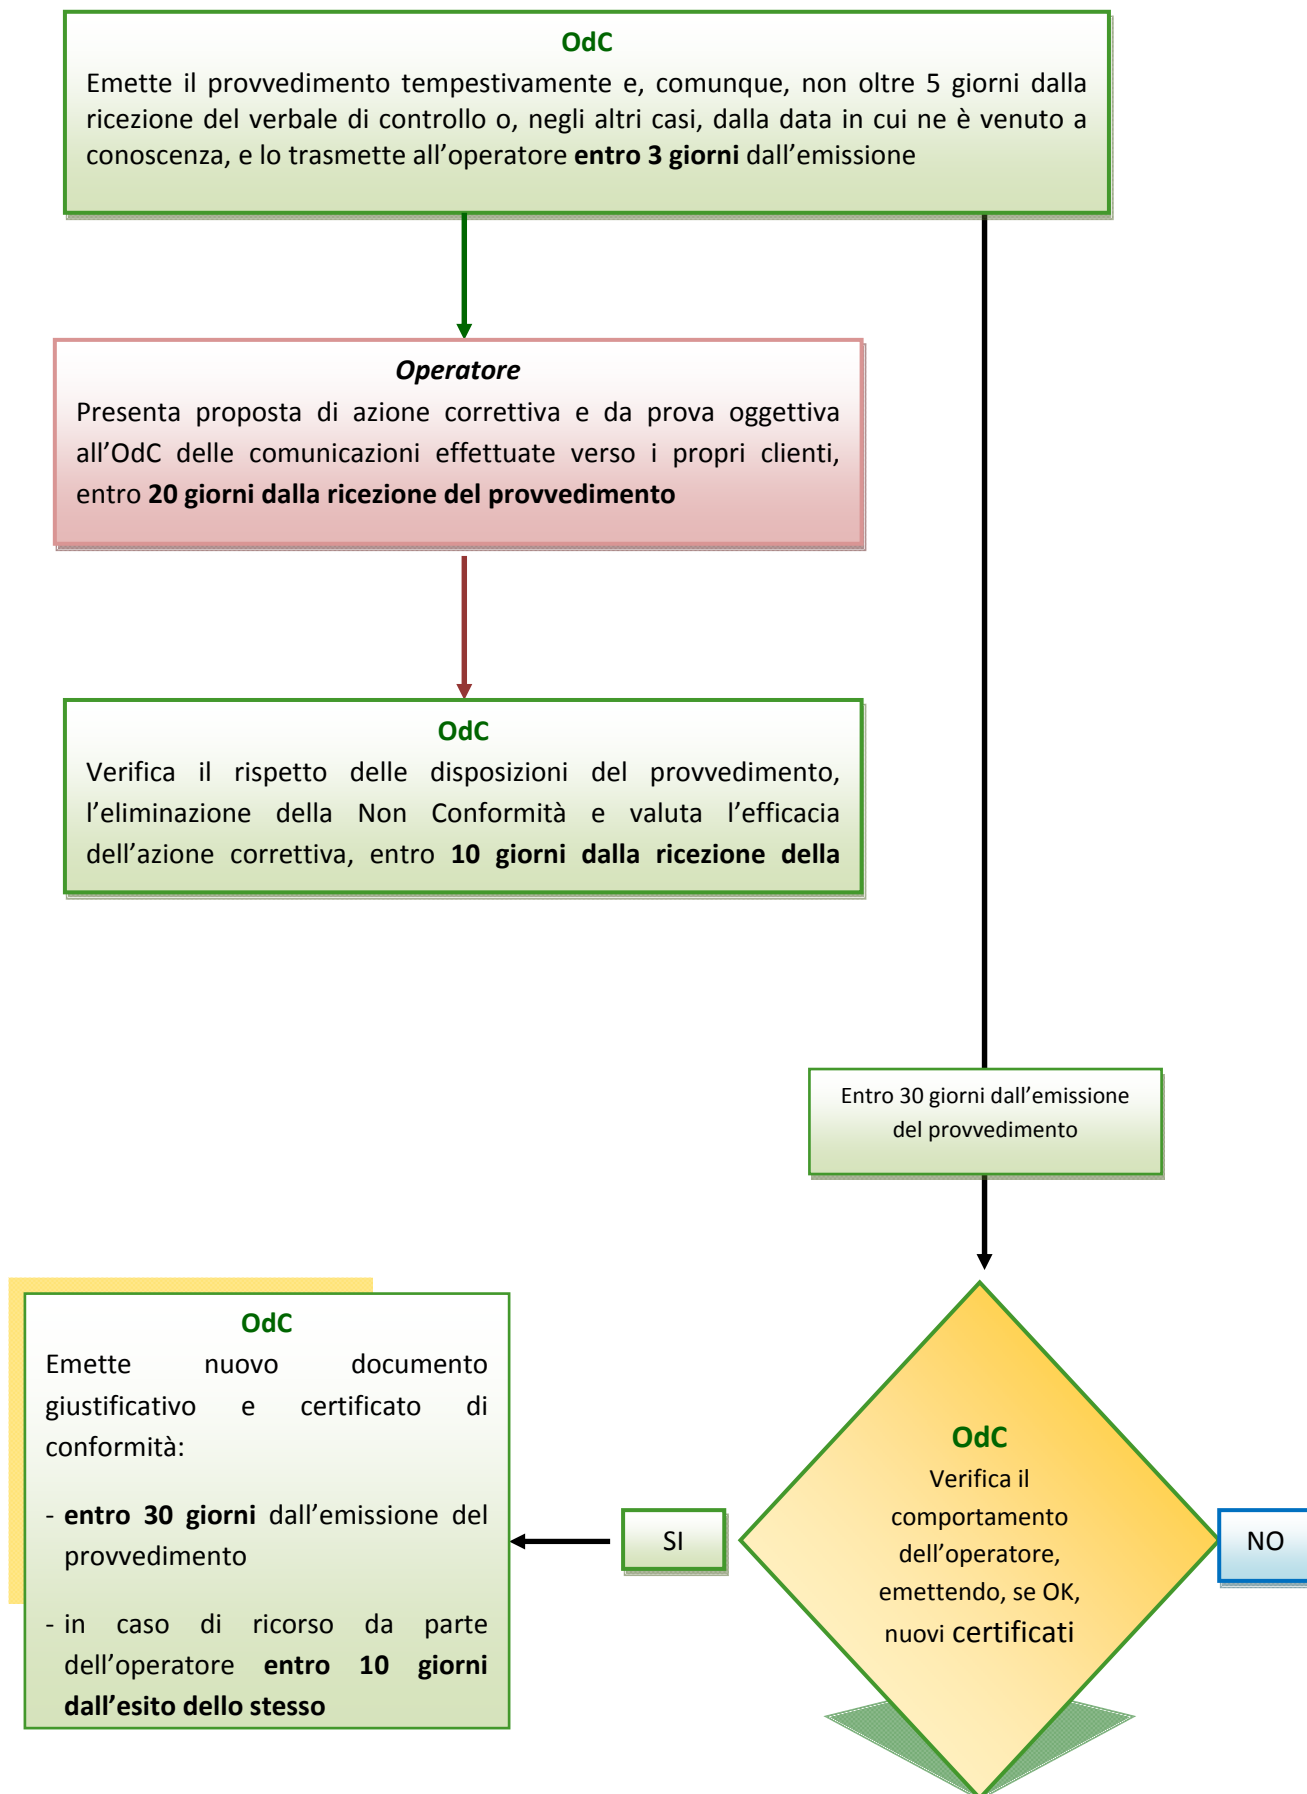 OdC
Emette il provvedimento tempestivamente e, comunque, non oltre 5 giorni dalla
ricezione del verbale di controllo o, negli altri casi, dalla data in cui ne è venuto a
conoscenza, e lo trasmette all’operatore entro 3 giorni dall’emissione
Operatore
Presenta proposta di azione correttiva e da prova oggettiva
all’OdC delle comunicazioni effettuate verso i propri clienti,
entro 20 giorni dalla ricezione del provvedimento
OdC
Verifica il rispetto delle disposizioni del provvedimento,
l’eliminazione della Non Conformità e valuta l’efficacia
dell’azione correttiva, entro 10 giorni dalla ricezione della
Entro 30 giorni dall’emissione
del provvedimento
OdC
Emette nuovo documento
giustificativo e certificato di
conformità:
- entro 30 giorni dall’emissione del
provvedimento
- in caso di ricorso da parte
dell’operatore entro 10 giorni
dall’esito dello stesso
SI
OdC
Verifica il
comportamento
dell’operatore,
emettendo, se OK,
nuovi certificati
NO